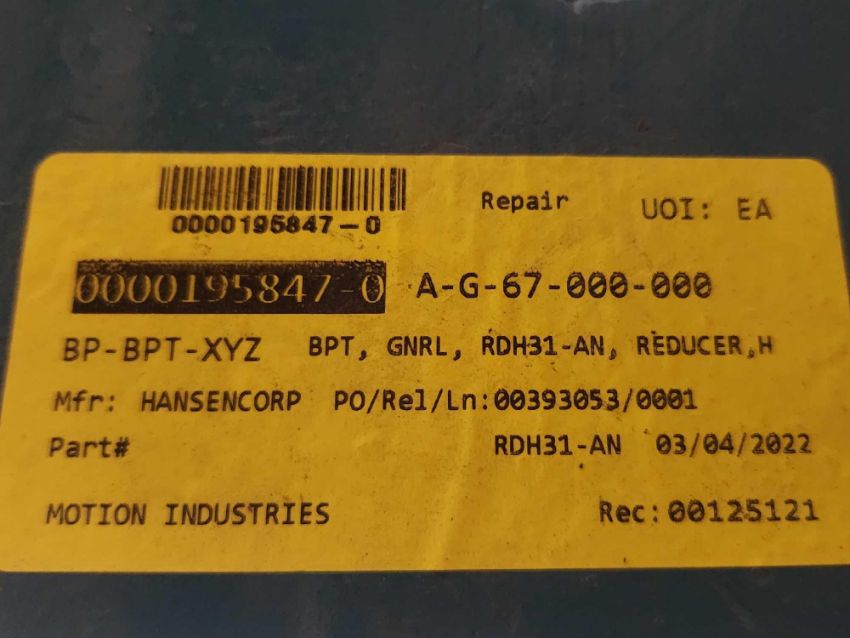 Repair UOI: EA
0000195847-0
0000195847-0 A-G-67-000-000
BP-BPT-XYZ BPT, GNRL, RDH31-AN, REDUCER,H
Mfr: HANSENCORP PO/Rel/Ln:00393053/0001
Part# RDH31-AN 03/04/2022
MOTION INDUSTRIES Rec:00125121